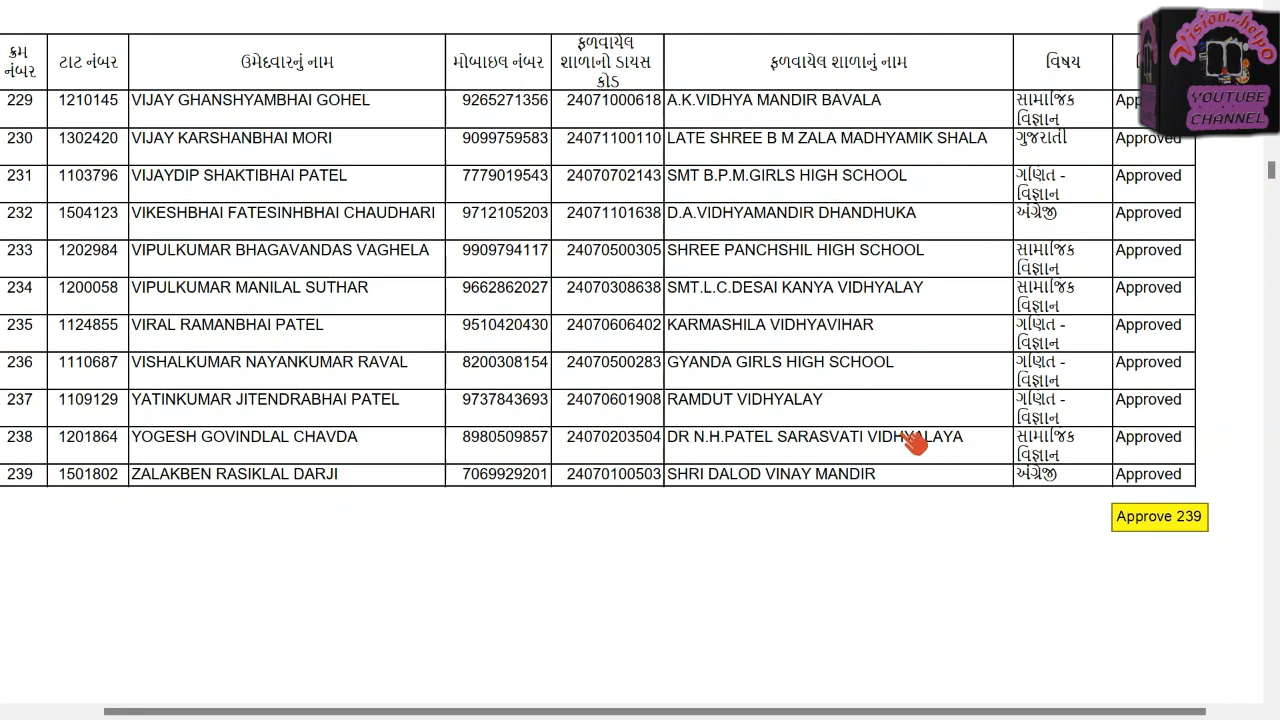 Vision...helpO
YOUTUBE
CHANNEL
ક્રમ નંબર ટાટ નંબર ઉમેદવારનું નામ મોબાઇલ નંબર ફળવાયેલ શાળાનો ડાયસ કોડ ફળવાયેલ શાળાનું નામ વિષય
229 1210145 VIJAY GHANSHYAMBHAI GOHEL 9265271356 24071000618 A.K.VIDHYA MANDIR BAVALA સામાજિક વિજ્ઞાન
230 1302420 VIJAY KARSHANBHAI MORI 9099759583 24071100110 LATE SHREE B M ZALA MADHYAMIK SHALA ગુજરાતી Approved
231 1103796 VIJAYDIP SHAKTIBHAI PATEL 7779019543 24070702143 SMT B.P.M.GIRLS HIGH SCHOOL ગણિત - વિજ્ઞાન Approved
232 1504123 VIKESHBHAI FATESINHBHAI CHAUDHARI 9712105203 24071101638 D.A.VIDHYAMANDIR DHANDHUKA અંગ્રેજી Approved
233 1202984 VIPULKUMAR BHAGAVANDAS VAGHELA 9909794117 24070500305 SHREE PANCHSHIL HIGH SCHOOL સામાજિક વિજ્ઞાન Approved
234 1200058 VIPULKUMAR MANILAL SUTHAR 9662862027 24070308638 SMT.L.C.DESAI KANYA VIDHYALAY સામાજિક વિજ્ઞાન Approved
235 1124855 VIRAL RAMANBHAI PATEL 9510420430 24070606402 KARMASHILA VIDHYAVIHAR ગણિત - વિજ્ઞાન Approved
236 1110687 VISHALKUMAR NAYANKUMAR RAVAL 8200308154 24070500283 GYANDA GIRLS HIGH SCHOOL ગણિત - વિજ્ઞાન Approved
237 1109129 YATINKUMAR JITENDRABHAI PATEL 9737843693 24070601908 RAMDUT VIDHYALAY ગણિત - વિજ્ઞાન Approved
238 1201864 YOGESH GOVINDLAL CHAVDA 8980509857 24070203504 DR N.H.PATEL SARASVATI VIDHYALAYA સામાજિક વિજ્ઞાન Approved
239 1501802 ZALAKBEN RASIKLAL DARJI 7069929201 24070100503 SHRI DALOD VINAY MANDIR અંગ્રેજી Approved
Approve 239